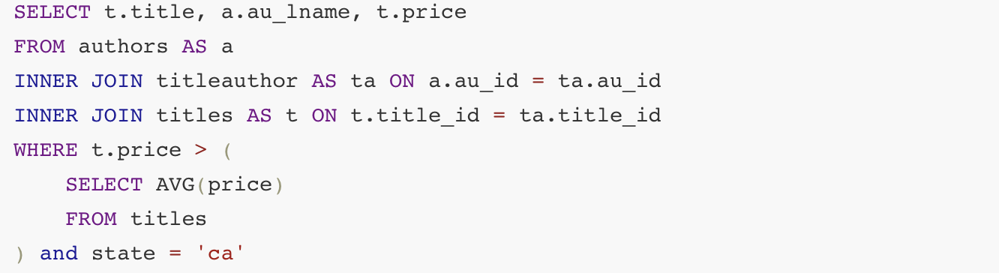 SELECT t.title, a.au_lname, t.price
FROM authors AS a
INNER JOIN titleauthor AS ta ON a.au_id = ta.au_id
INNER JOIN titles AS t ON t.title_id = ta.title_id
WHERE t.price > (
    SELECT AVG(price)
    FROM titles
) and state = 'ca'